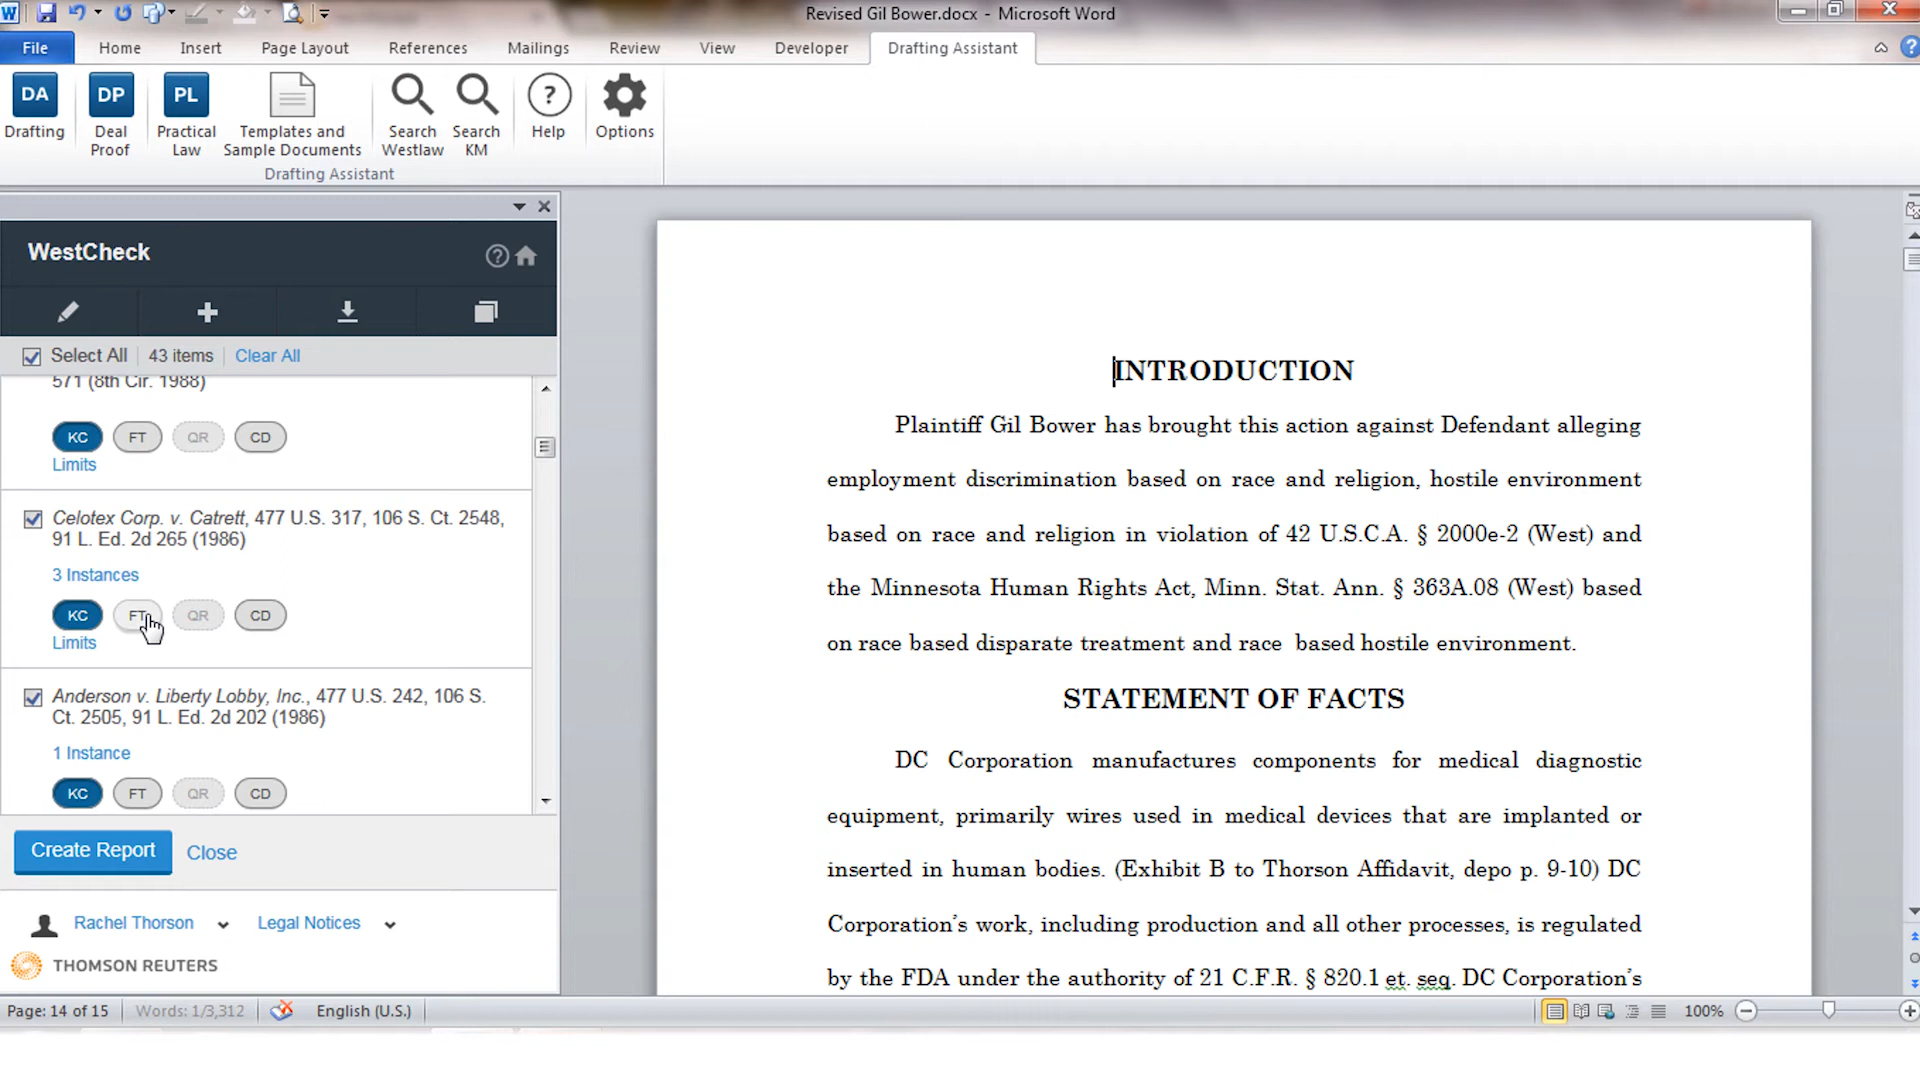 Revised Gil Bower.docx - Microsoft Word
File Home Insert Page Layout References Mailings Review View Developer Drafting Assistant
DA DP PL
Drafting Deal Proof Practical Law Templates and Sample Documents Search Westlaw Search KM Help Options
Drafting Assistant
WestCheck
Select All 43 items Clear All
571 (8th Cir. 1988)
KC FT QR CD
Limits
Celotex Corp. v. Catrett, 477 U.S. 317, 106 S. Ct. 2548,
91 L. Ed. 2d 265 (1986)
3 Instances
KC FT QR CD
Limits
Anderson v. Liberty Lobby, Inc., 477 U.S. 242, 106 S.
Ct. 2505, 91 L. Ed. 2d 202 (1986)
1 Instance
KC FT QR CD
Create Report Close
Rachel Thorson Legal Notices
THOMSON REUTERS
INTRODUCTION
Plaintiff Gil Bower has brought this action against Defendant alleging
employment discrimination based on race and religion, hostile environment
based on race and religion in violation of 42 U.S.C.A. § 2000e-2 (West) and
the Minnesota Human Rights Act, Minn. Stat. Ann. § 363A.08 (West) based
on race based disparate treatment and race  based hostile environment.
STATEMENT OF FACTS
DC Corporation manufactures components for medical diagnostic
equipment, primarily wires used in medical devices that are implanted or
inserted in human bodies. (Exhibit B to Thorson Affidavit, depo p. 9-10) DC
Corporation's work, including production and all other processes, is regulated
by the FDA under the authority of 21 C.F.R. § 820.1 et. seq. DC Corporation's
Page: 14 of 15 Words: 1/3,312 English (U.S.) 100%